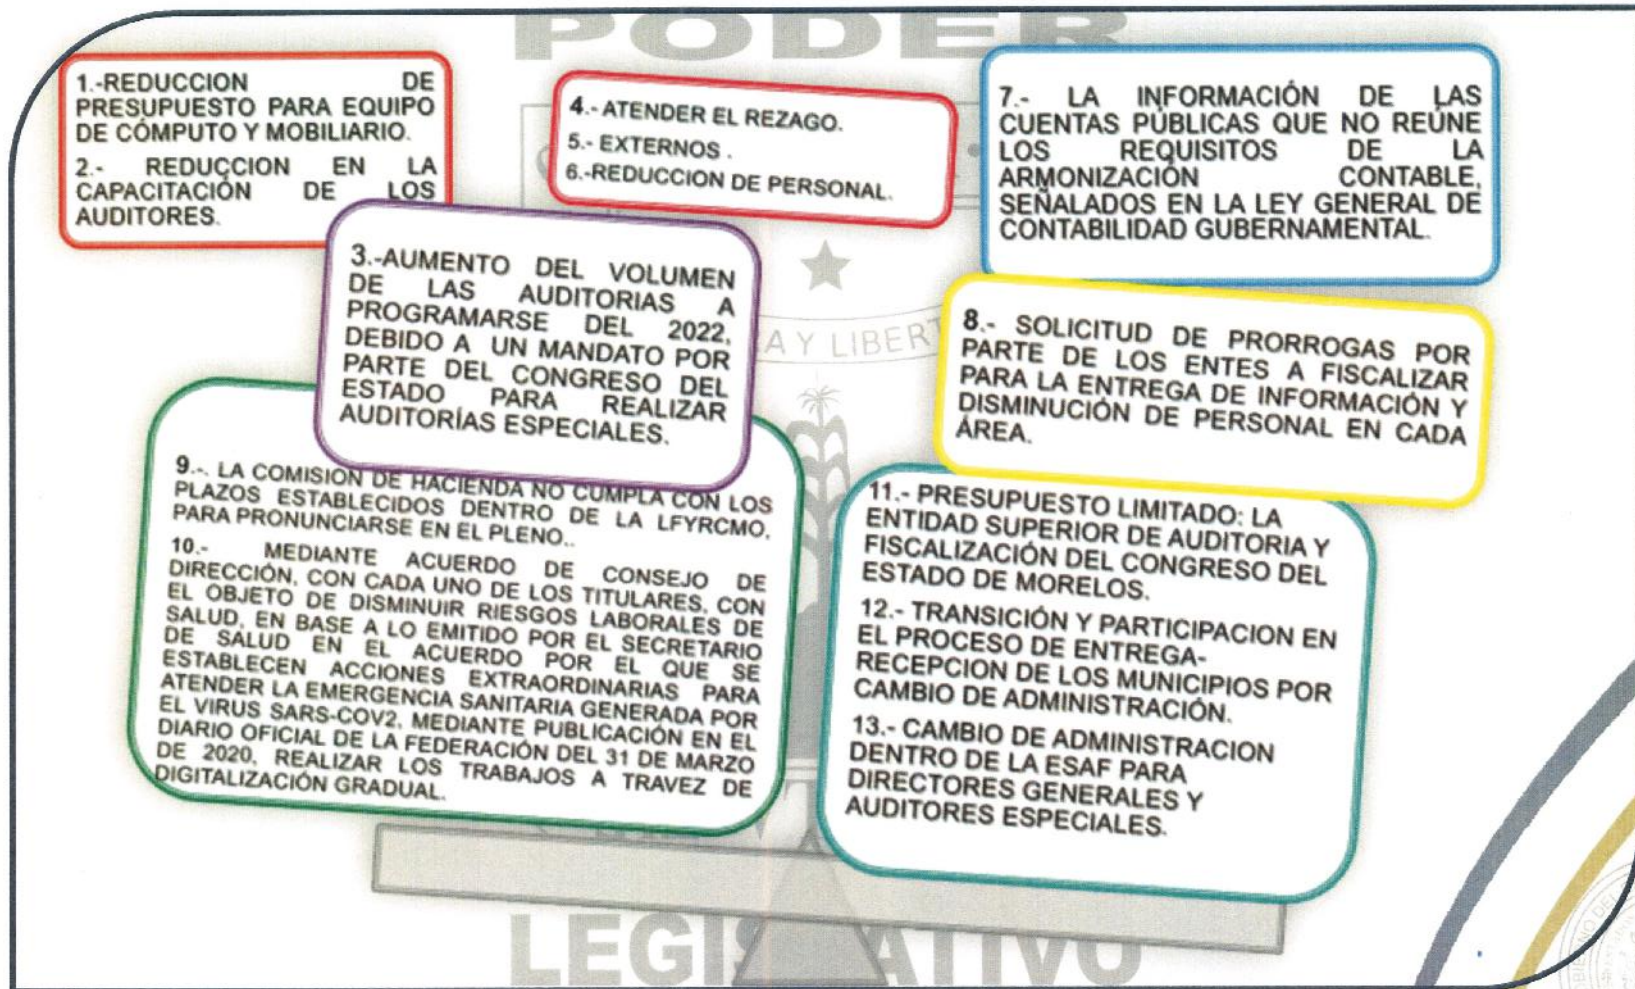 PODER
1.-REDUCCION DE
PRESUPUESTO PARA EQUIPO
DE CÓMPUTO Y MOBILIARIO.
2.- REDUCCION EN LA
CAPACITACIÓN DE LOS
AUDITORES.
4.- ATENDER EL REZAGO.
5.- EXTERNOS .
6.-REDUCCION DE PERSONAL.
7.- LA INFORMACIÓN DE LAS
CUENTAS PÚBLICAS QUE NO REÚNE
LOS REQUISITOS DE LA
ARMONIZACIÓN CONTABLE,
SEÑALADOS EN LA LEY GENERAL DE
CONTABILIDAD GUBERNAMENTAL.
3.-AUMENTO DEL VOLUMEN
DE LAS AUDITORIAS A
PROGRAMARSE DEL 2022,
DEBIDO A UN MANDATO POR
PARTE DEL CONGRESO DEL
ESTADO PARA REALIZAR
AUDITORÍAS ESPECIALES.
A Y LIBERT
8.- SOLICITUD DE PRORROGAS POR
PARTE DE LOS ENTES A FISCALIZAR
PARA LA ENTREGA DE INFORMACIÓN Y
DISMINUCIÓN DE PERSONAL EN CADA
ÁREA.
9.-. LA COMISION DE HACIENDA NO CUMPLA CON LOS
PLAZOS ESTABLECIDOS DENTRO DE LA LFYRCMO,
PARA PRONUNCIARSE EN EL PLENO..
10.- MEDIANTE ACUERDO DE CONSEJO DE
DIRECCIÓN, CON CADA UNO DE LOS TITULARES, CON
EL OBJETO DE DISMINUIR RIESGOS LABORALES DE
SALUD, EN BASE A LO EMITIDO POR EL SECRETARIO
DE SALUD EN EL ACUERDO POR EL QUE SE
ESTABLECEN ACCIONES EXTRAORDINARIAS PARA
ATENDER LA EMERGENCIA SANITARIA GENERADA POR
EL VIRUS SARS-COV2, MEDIANTE PUBLICACIÓN EN EL
DIARIO OFICIAL DE LA FEDERACIÓN DEL 31 DE MARZO
DE 2020, REALIZAR LOS TRABAJOS A TRAVEZ DE
DIGITALIZACIÓN GRADUAL.
11.- PRESUPUESTO LIMITADO: LA
ENTIDAD SUPERIOR DE AUDITORIA Y
FISCALIZACIÓN DEL CONGRESO DEL
ESTADO DE MORELOS.
12.- TRANSICIÓN Y PARTICIPACION EN
EL PROCESO DE ENTREGA-
RECEPCION DE LOS MUNICIPIOS POR
CAMBIO DE ADMINISTRACIÓN.
13.- CAMBIO DE ADMINISTRACION
DENTRO DE LA ESAF PARA
DIRECTORES GENERALES Y
AUDITORES ESPECIALES.
LEGISLATIVO